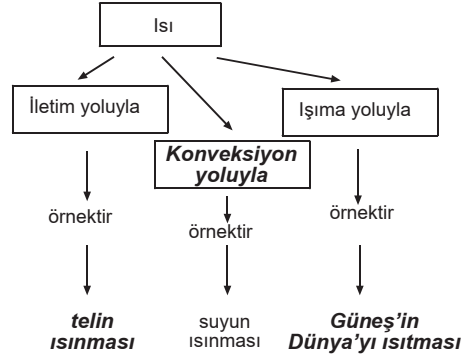 Isı
İletim yoluyla
Işıma yoluyla
Konveksiyon
yoluyla
örnektir
örnektir
örnektir
telin
ısınması
suyun
ısınması
Güneş’in
Dünya’yı ısıtması